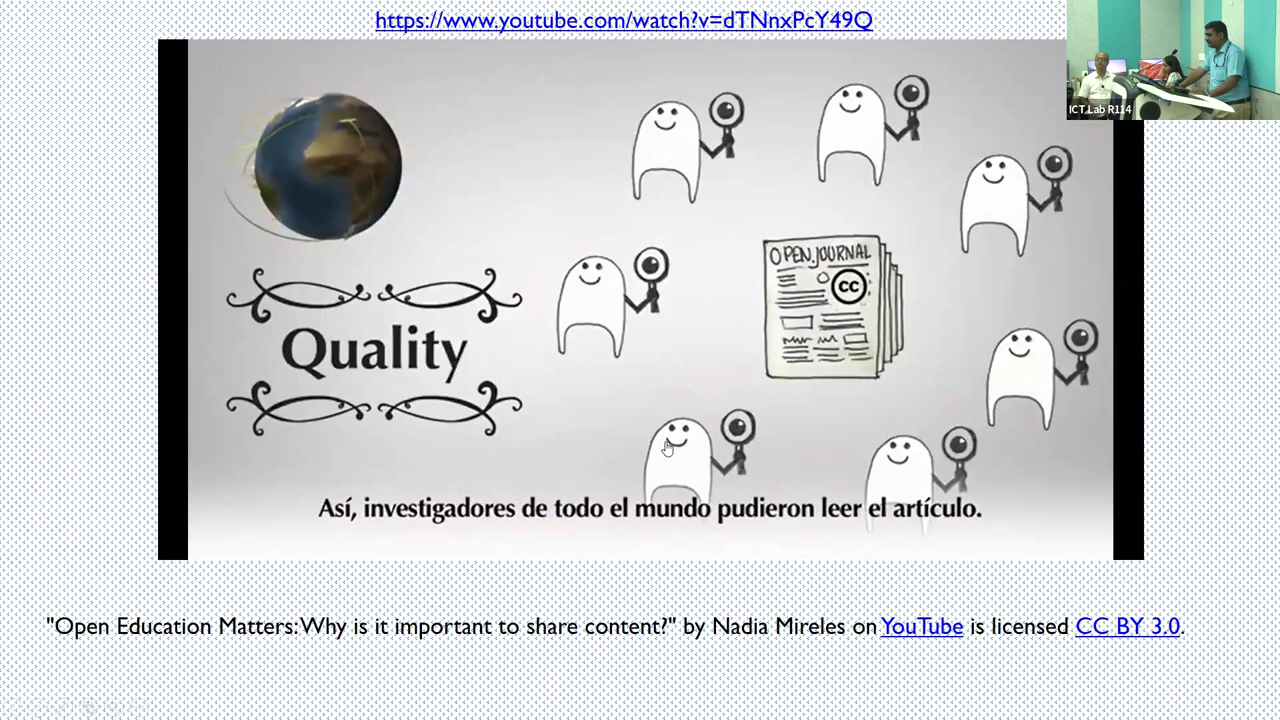 https://www.youtube.com/watch?v=dTNnxPcY49Q
ICT Lab R114
OPEN JOURNAL
cc
Quality
Así, investigadores de todo el mundo pudieron leer el artículo.
"Open Education Matters: Why is it important to share content?" by Nadia Mireles on YouTube is licensed CC BY 3.0.